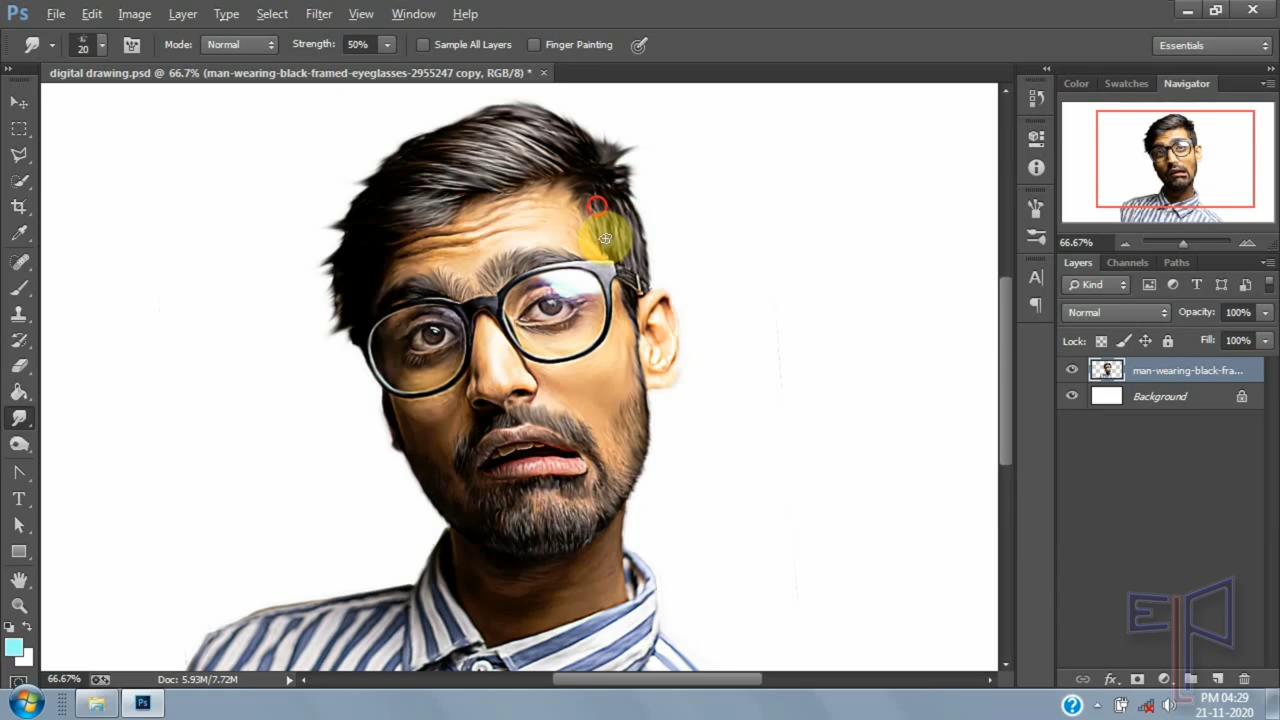 Ps File Edit Image Layer Type Select Filter View Window Help
20 Mode: Normal Strength: 50% Sample All Layers Finger Painting Essentials
digital drawing.psd @ 66.7% (man-wearing-black-framed-eyeglasses-2955247 copy, RGB/8) * ×
Color Swatches Navigator
66.67%
Layers Channels Paths
Kind
Normal Opacity: 100%
Lock: Fill: 100%
man-wearing-black-fra...
Background
fx
66.67% Doc: 5.93M/7.72M
Ps
PM 04:29
21-11-2020